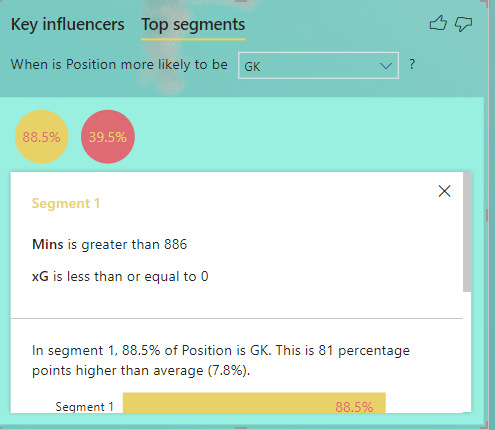 Key influencers Top segments
When is Position more likely to be GK ?
88.5% 39.5%
Segment 1
Mins is greater than 886
xG is less than or equal to 0
In segment 1, 88.5% of Position is GK. This is 81 percentage
points higher than average (7.8%).
Segment 1 88.5%